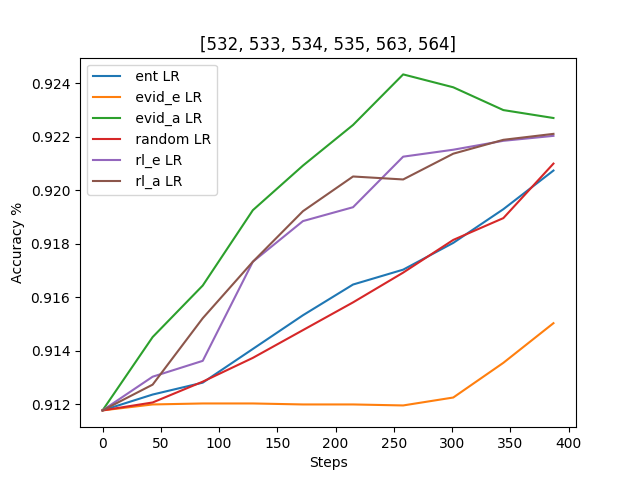 [532, 533, 534, 535, 563, 564]
ent LR
evid_e LR
evid_a LR
random LR
rl_e LR
rl_a LR
0.924
0.922
0.920
0.918
0.916
0.914
0.912
Accuracy %
0 50 100 150 200 250 300 350 400
Steps